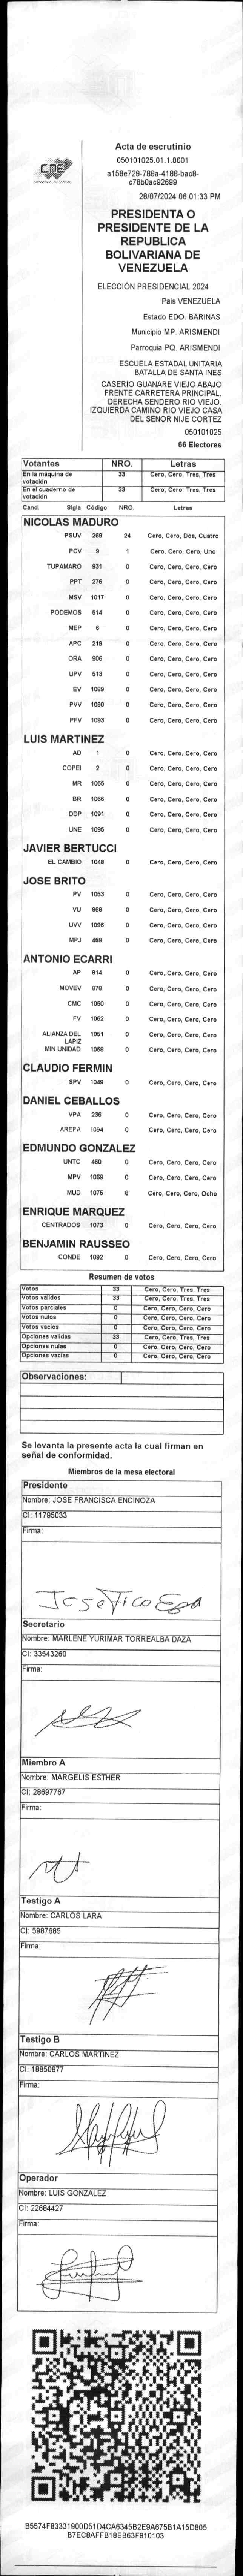 Acta de escrutinio
CNE
050101025.01.1.0001
a156e729-789a-4188-bac8-
c78b0ac92699
28/07/2024 06:01:33 PM
PRESIDENTA O
PRESIDENTE DE LA
REPUBLICA
BOLIVARIANA DE
VENEZUELA
ELECCIÓN PRESIDENCIAL 2024
Pais VENEZUELA
Estado EDO. BARINAS
Municipio MP. ARISMENDI
Parroquia PQ. ARISMENDI
ESCUELA ESTADAL UNITARIA
BATALLA DE SANTA INES
CASERIO GUANARE VIEJO ABAJO
FRENTE CARRETERA PRINCIPAL.
DERECHA SENDERO RIO VIEJO.
IZQUIERDA CAMINO RIO VIEJO CASA
DEL SENOR NIJE CORTEZ
050101025
66 Electores
Votantes NRO. Letras
En la máquina de votación 33 Cero, Cero, Tres, Tres
En el cuaderno de votación 33 Cero, Cero, Tres, Tres
Cand. Sigla Código NRO. Letras
NICOLAS MADURO
PSUV 269 24 Cero, Cero, Dos, Cuatro
PCV 9 1 Cero, Cero, Cero, Uno
TUPAMARO 931 0 Cero, Cero, Cero, Cero
PPT 276 0 Cero, Cero, Cero, Cero
MSV 1017 0 Cero, Cero, Cero, Cero
PODEMOS 514 0 Cero, Cero, Cero, Cero
MEP 6 0 Cero, Cero, Cero, Cero
APC 219 0 Cero, Cero, Cero, Cero
ORA 906 0 Cero, Cero, Cero, Cero
UPV 513 0 Cero, Cero, Cero, Cero
EV 1089 0 Cero, Cero, Cero, Cero
PVV 1090 0 Cero, Cero, Cero, Cero
PFV 1093 0 Cero, Cero, Cero, Cero
LUIS MARTINEZ
AD 1 0 Cero, Cero, Cero, Cero
COPEI 2 0 Cero, Cero, Cero, Cero
MR 1065 0 Cero, Cero, Cero, Cero
BR 1066 0 Cero, Cero, Cero, Cero
DDP 1091 0 Cero, Cero, Cero, Cero
UNE 1095 0 Cero, Cero, Cero, Cero
JAVIER BERTUCCI
EL CAMBIO 1048 0 Cero, Cero, Cero, Cero
JOSE BRITO
PV 1053 0 Cero, Cero, Cero, Cero
VU 868 0 Cero, Cero, Cero, Cero
UVV 1096 0 Cero, Cero, Cero, Cero
MPJ 458 0 Cero, Cero, Cero, Cero
ANTONIO ECARRI
AP 814 0 Cero, Cero, Cero, Cero
MOVEV 878 0 Cero, Cero, Cero, Cero
CMC 1050 0 Cero, Cero, Cero, Cero
FV 1062 0 Cero, Cero, Cero, Cero
ALIANZA DEL LAPIZ 1051 0 Cero, Cero, Cero, Cero
MIN UNIDAD 1058 0 Cero, Cero, Cero, Cero
CLAUDIO FERMIN
SPV 1049 0 Cero, Cero, Cero, Cero
DANIEL CEBALLOS
VPA 236 0 Cero, Cero, Cero, Cero
AREPA 1094 0 Cero, Cero, Cero, Cero
EDMUNDO GONZALEZ
UNTC 460 0 Cero, Cero, Cero, Cero
MPV 1069 0 Cero, Cero, Cero, Cero
MUD 1075 8 Cero, Cero, Cero, Ocho
ENRIQUE MARQUEZ
CENTRADOS 1073 0 Cero, Cero, Cero, Cero
BENJAMIN RAUSSEO
CONDE 1092 0 Cero, Cero, Cero, Cero
Resumen de votos
Votos 33 Cero, Cero, Tres, Tres
Votos validos 33 Cero, Cero, Tres, Tres
Votos parciales 0 Cero, Cero, Cero, Cero
Votos nulos 0 Cero, Cero, Cero, Cero
Votos vacios 0 Cero, Cero, Cero, Cero
Opciones validas 33 Cero, Cero, Tres, Tres
Opciones nulas 0 Cero, Cero, Cero, Cero
Opciones vacias 0 Cero, Cero, Cero, Cero
Observaciones:
Se levanta la presente acta la cual firman en
señal de conformidad.
Miembros de la mesa electoral
Presidente
Nombre: JOSE FRANCISCA ENCINOZA
CI: 11795033
Firma:
Secretario
Nombre: MARLENE YURIMAR TORREALBA DAZA
CI: 33543260
Firma:
Miembro A
Nombre: MARGELIS ESTHER
CI: 28697767
Firma:
Testigo A
Nombre: CARLOS LARA
CI: 5987685
Firma:
Testigo B
Nombre: CARLOS MARTINEZ
CI: 18850877
Firma:
Operador
Nombre: LUIS GONZALEZ
CI: 22684427
Firma:
B5574F83331900D51D4CA6345B2E9A675B1A15D805
B7EC8AFFB18EB63F810103